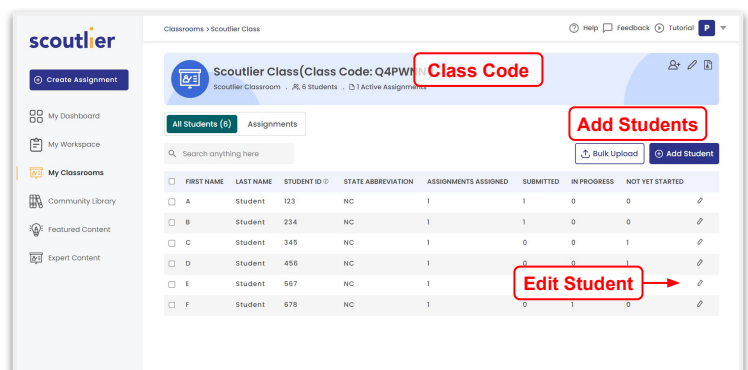 scoutlier
Classrooms > Scoutlier Class
Help Feedback Tutorial P
Create Assignment
My Dashboard
My Workspace
My Classrooms
Community Library
Featured Content
Expert Content
Scoutlier Class(Class Code: Q4PWN
Class Code
Scoutlier Classroom . 6 Students . 1 Active Assignments
All Students (6) Assignments
Add Students
Search anything here
Bulk Upload Add Student
FIRST NAME LAST NAME STUDENT ID STATE ABBREVIATION ASSIGNMENTS ASSIGNED SUBMITTED IN PROGRESS NOT YET STARTED
A Student 123 NC 1 1 0 0
B Student 234 NC 1 1 0 0
C Student 345 NC 1 0 0 1
D Student 456 NC 1 0 0 1
E Student 567 NC 1
Edit Student
F Student 678 NC 1 0 1 0